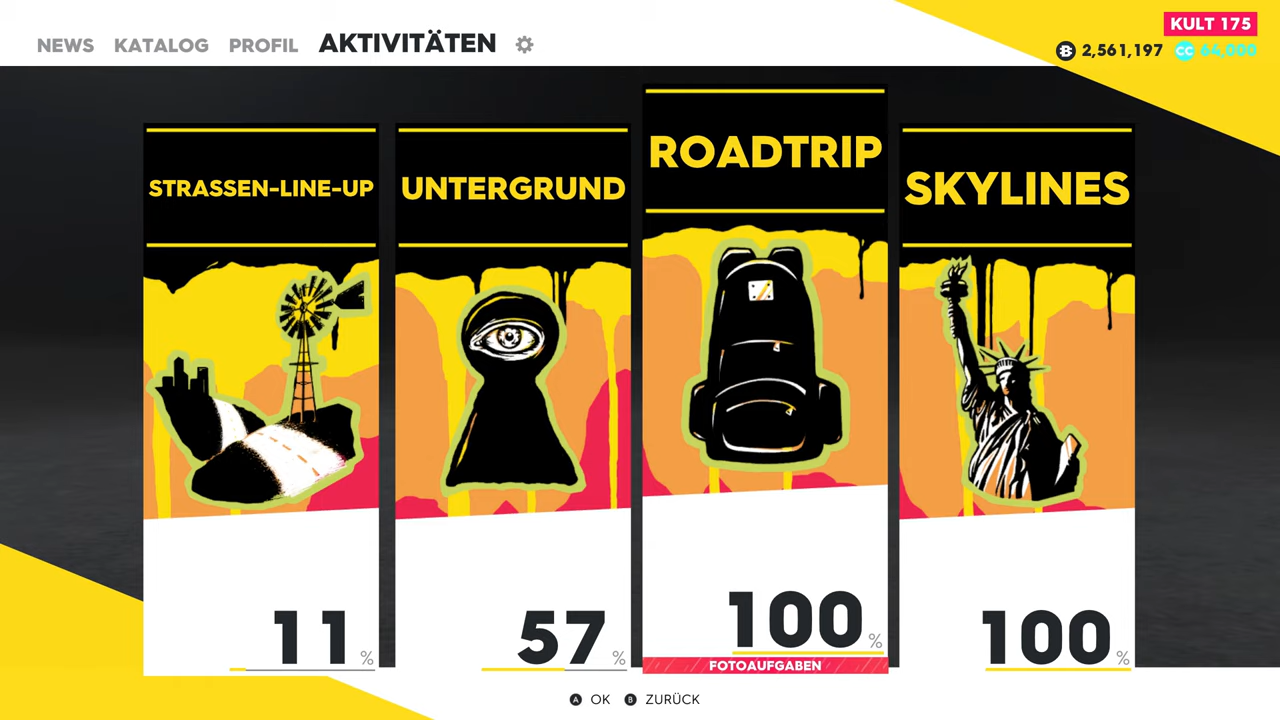 NEWS KATALOG PROFIL AKTIVITÄTEN
KULT 175
B 2,561,197 CC 64,000
STRASSEN-LINE-UP
11 %
UNTERGRUND
57 %
ROADTRIP
100 %
FOTOAUFGABEN
SKYLINES
100 %
A OK B ZURÜCK